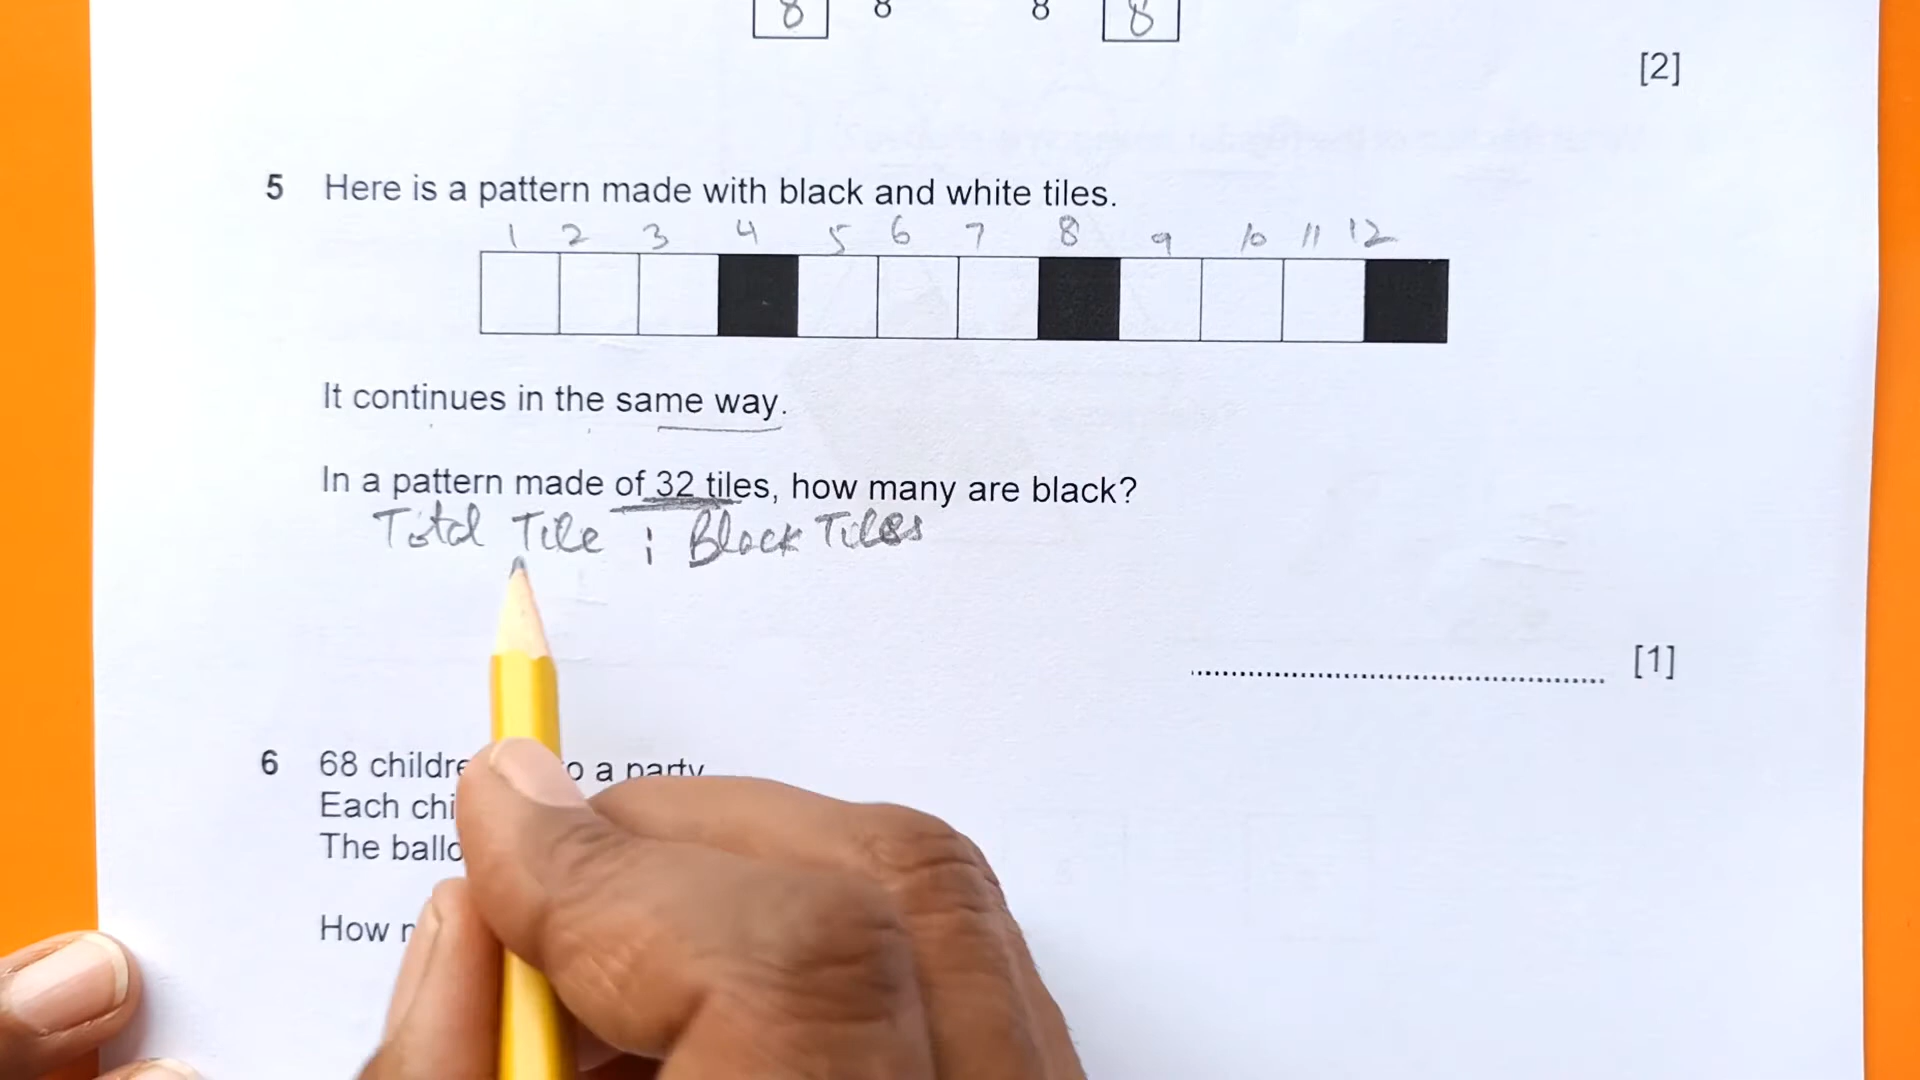 8 8 8 8
[2]
5 Here is a pattern made with black and white tiles.
1 2 3 4 5 6 7 8 9 10 11 12
It continues in the same way.
In a pattern made of 32 tiles, how many are black?
Total Tile : Black Tiles
[1]
6 68 childre o a party
Each chi
The ballo
How